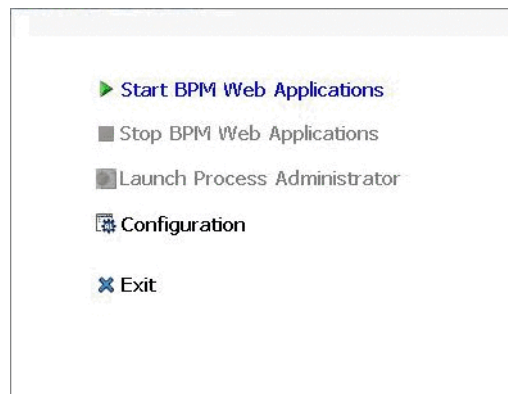 Start BPM Web Applications
Stop BPM Web Applications
Launch Process Administrator
Configuration
Exit